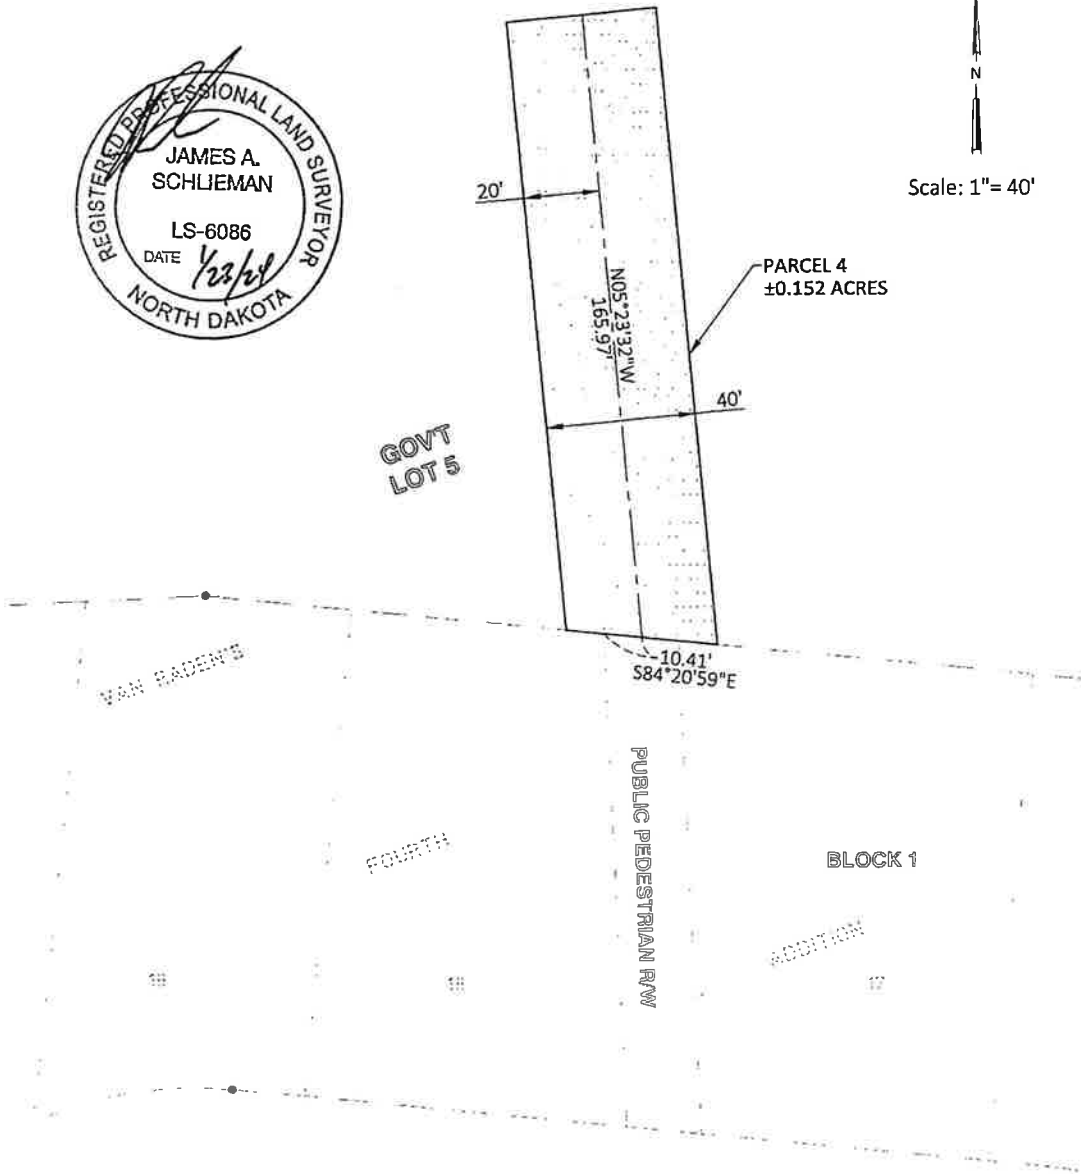 REGISTERED PROFESSIONAL LAND SURVEYOR
JAMES A.
SCHLIEMAN
LS-6086
DATE 1/23/24
NORTH DAKOTA
N
Scale: 1"= 40'
20'
N05°23'32"W
165.97'
PARCEL 4
±0.152 ACRES
40'
GOV'T
LOT 5
10.41'
S84°20'59"E
VAN BADEN'S
FOURTH
ADDITION
PUBLIC PEDESTRIAN R/W
BLOCK 1
17